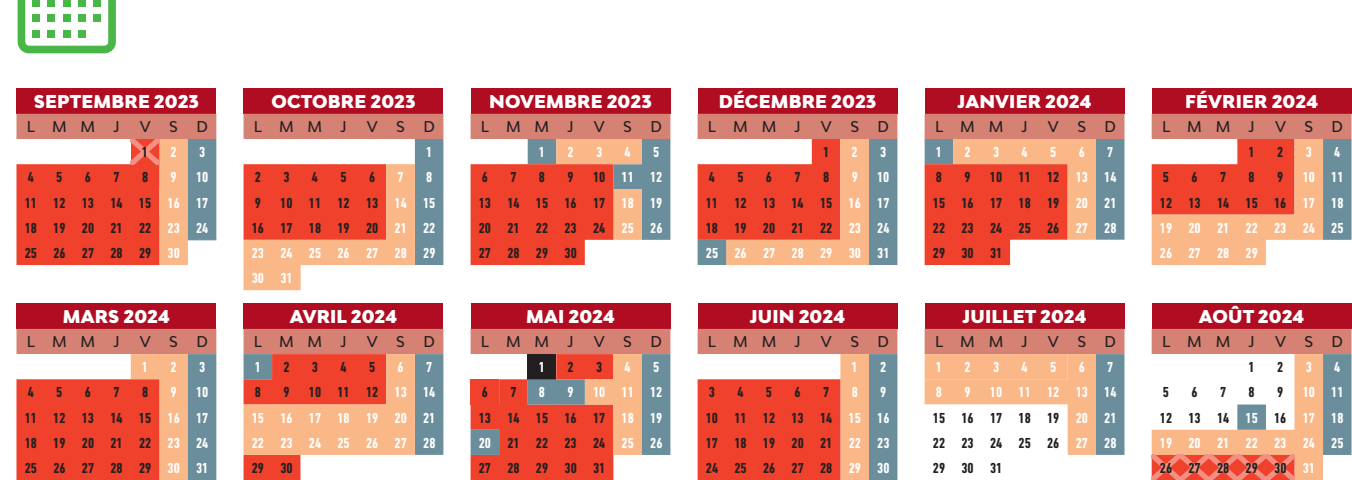 SEPTEMBRE 2023 OCTOBRE 2023 NOVEMBRE 2023 DÉCEMBRE 2023 JANVIER 2024 FÉVRIER 2024
L M M J V S D L M M J V S D L M M J V S D L M M J V S D L M M J V S D L M M J V S D
1 2 3 1 1 2 3 4 5 1 2 3 1 2 3 4 5 6 7 1 2 3 4
4 5 6 7 8 9 10 2 3 4 5 6 7 8 6 7 8 9 10 11 12 4 5 6 7 8 9 10 8 9 10 11 12 13 14 5 6 7 8 9 10 11
11 12 13 14 15 16 17 9 10 11 12 13 14 15 13 14 15 16 17 18 19 11 12 13 14 15 16 17 15 16 17 18 19 20 21 12 13 14 15 16 17 18
18 19 20 21 22 23 24 16 17 18 19 20 21 22 20 21 22 23 24 25 26 18 19 20 21 22 23 24 22 23 24 25 26 27 28 19 20 21 22 23 24 25
25 26 27 28 29 30 23 24 25 26 27 28 29 27 28 29 30 25 26 27 28 29 30 31 29 30 31 26 27 28 29
30 31
MARS 2024 AVRIL 2024 MAI 2024 JUIN 2024 JUILLET 2024 AOÛT 2024
L M M J V S D L M M J V S D L M M J V S D L M M J V S D L M M J V S D L M M J V S D
1 2 3 1 2 3 4 5 6 7 1 2 3 4 5 1 2 1 2 3 4 5 6 7 1 2 3 4
4 5 6 7 8 9 10 8 9 10 11 12 13 14 6 7 8 9 10 11 12 3 4 5 6 7 8 9 8 9 10 11 12 13 14 5 6 7 8 9 10 11
11 12 13 14 15 16 17 15 16 17 18 19 20 21 13 14 15 16 17 18 19 10 11 12 13 14 15 16 15 16 17 18 19 20 21 12 13 14 15 16 17 18
18 19 20 21 22 23 24 22 23 24 25 26 27 28 20 21 22 23 24 25 26 17 18 19 20 21 22 23 22 23 24 25 26 27 28 19 20 21 22 23 24 25
25 26 27 28 29 30 31 29 30 27 28 29 30 31 24 25 26 27 28 29 30 29 30 31 26 27 28 29 30 31